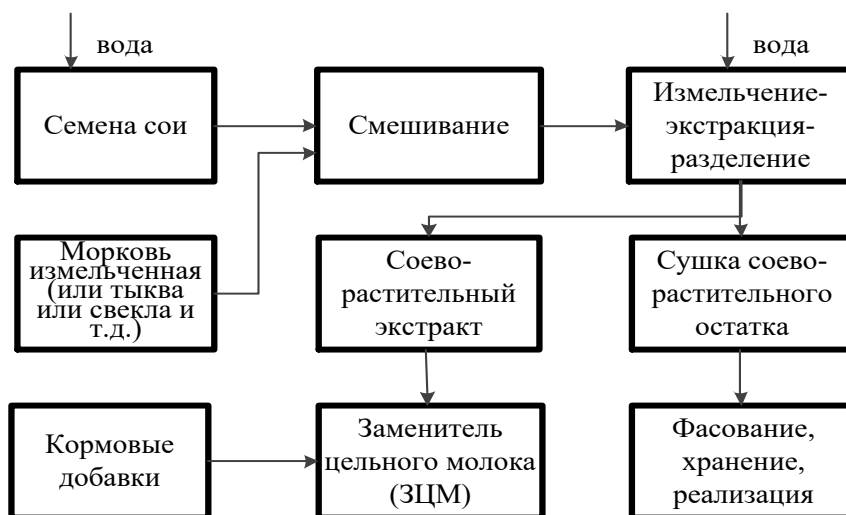 вода
вода
Семена сои
Смешивание
Измельчение-
экстракция-
разделение
Морковь
измельченная
(или тыква
или свекла и
т.д.)
Соево-
растительный
экстракт
Сушка соево-
растительного
остатка
Кормовые
добавки
Заменитель
цельного молока
(ЗЦМ)
Фасование,
хранение,
реализация